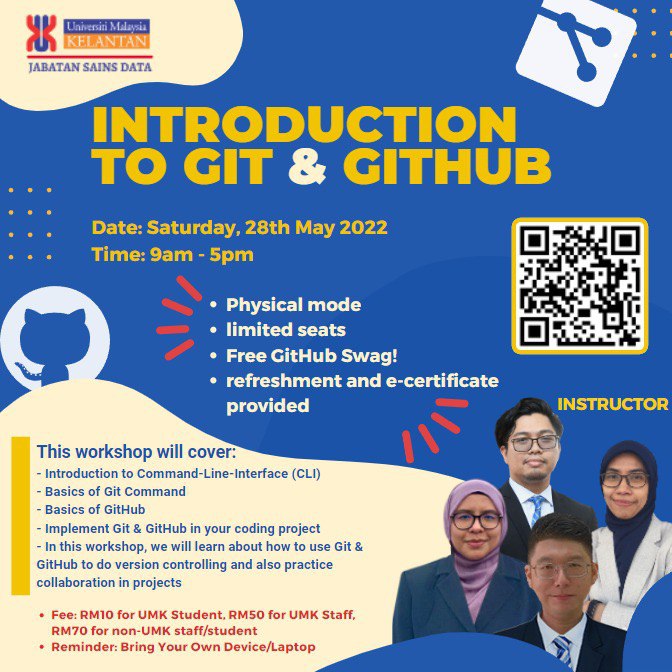 Universiti Malaysia
KELANTAN
JABATAN SAINS DATA
INTRODUCTION
TO GIT & GITHUB
Date: Saturday, 28th May 2022
Time: 9am - 5pm
• Physical mode
• limited seats
• Free GitHub Swag!
• refreshment and e-certificate
provided
INSTRUCTOR
This workshop will cover:
- Introduction to Command-Line-Interface (CLI)
- Basics of Git Command
- Basics of GitHub
- Implement Git & GitHub in your coding project
- In this workshop, we will learn about how to use Git &
GitHub to do version controlling and also practice
collaboration in projects
• Fee: RM10 for UMK Student, RM50 for UMK Staff,
RM70 for non-UMK staff/student
• Reminder: Bring Your Own Device/Laptop